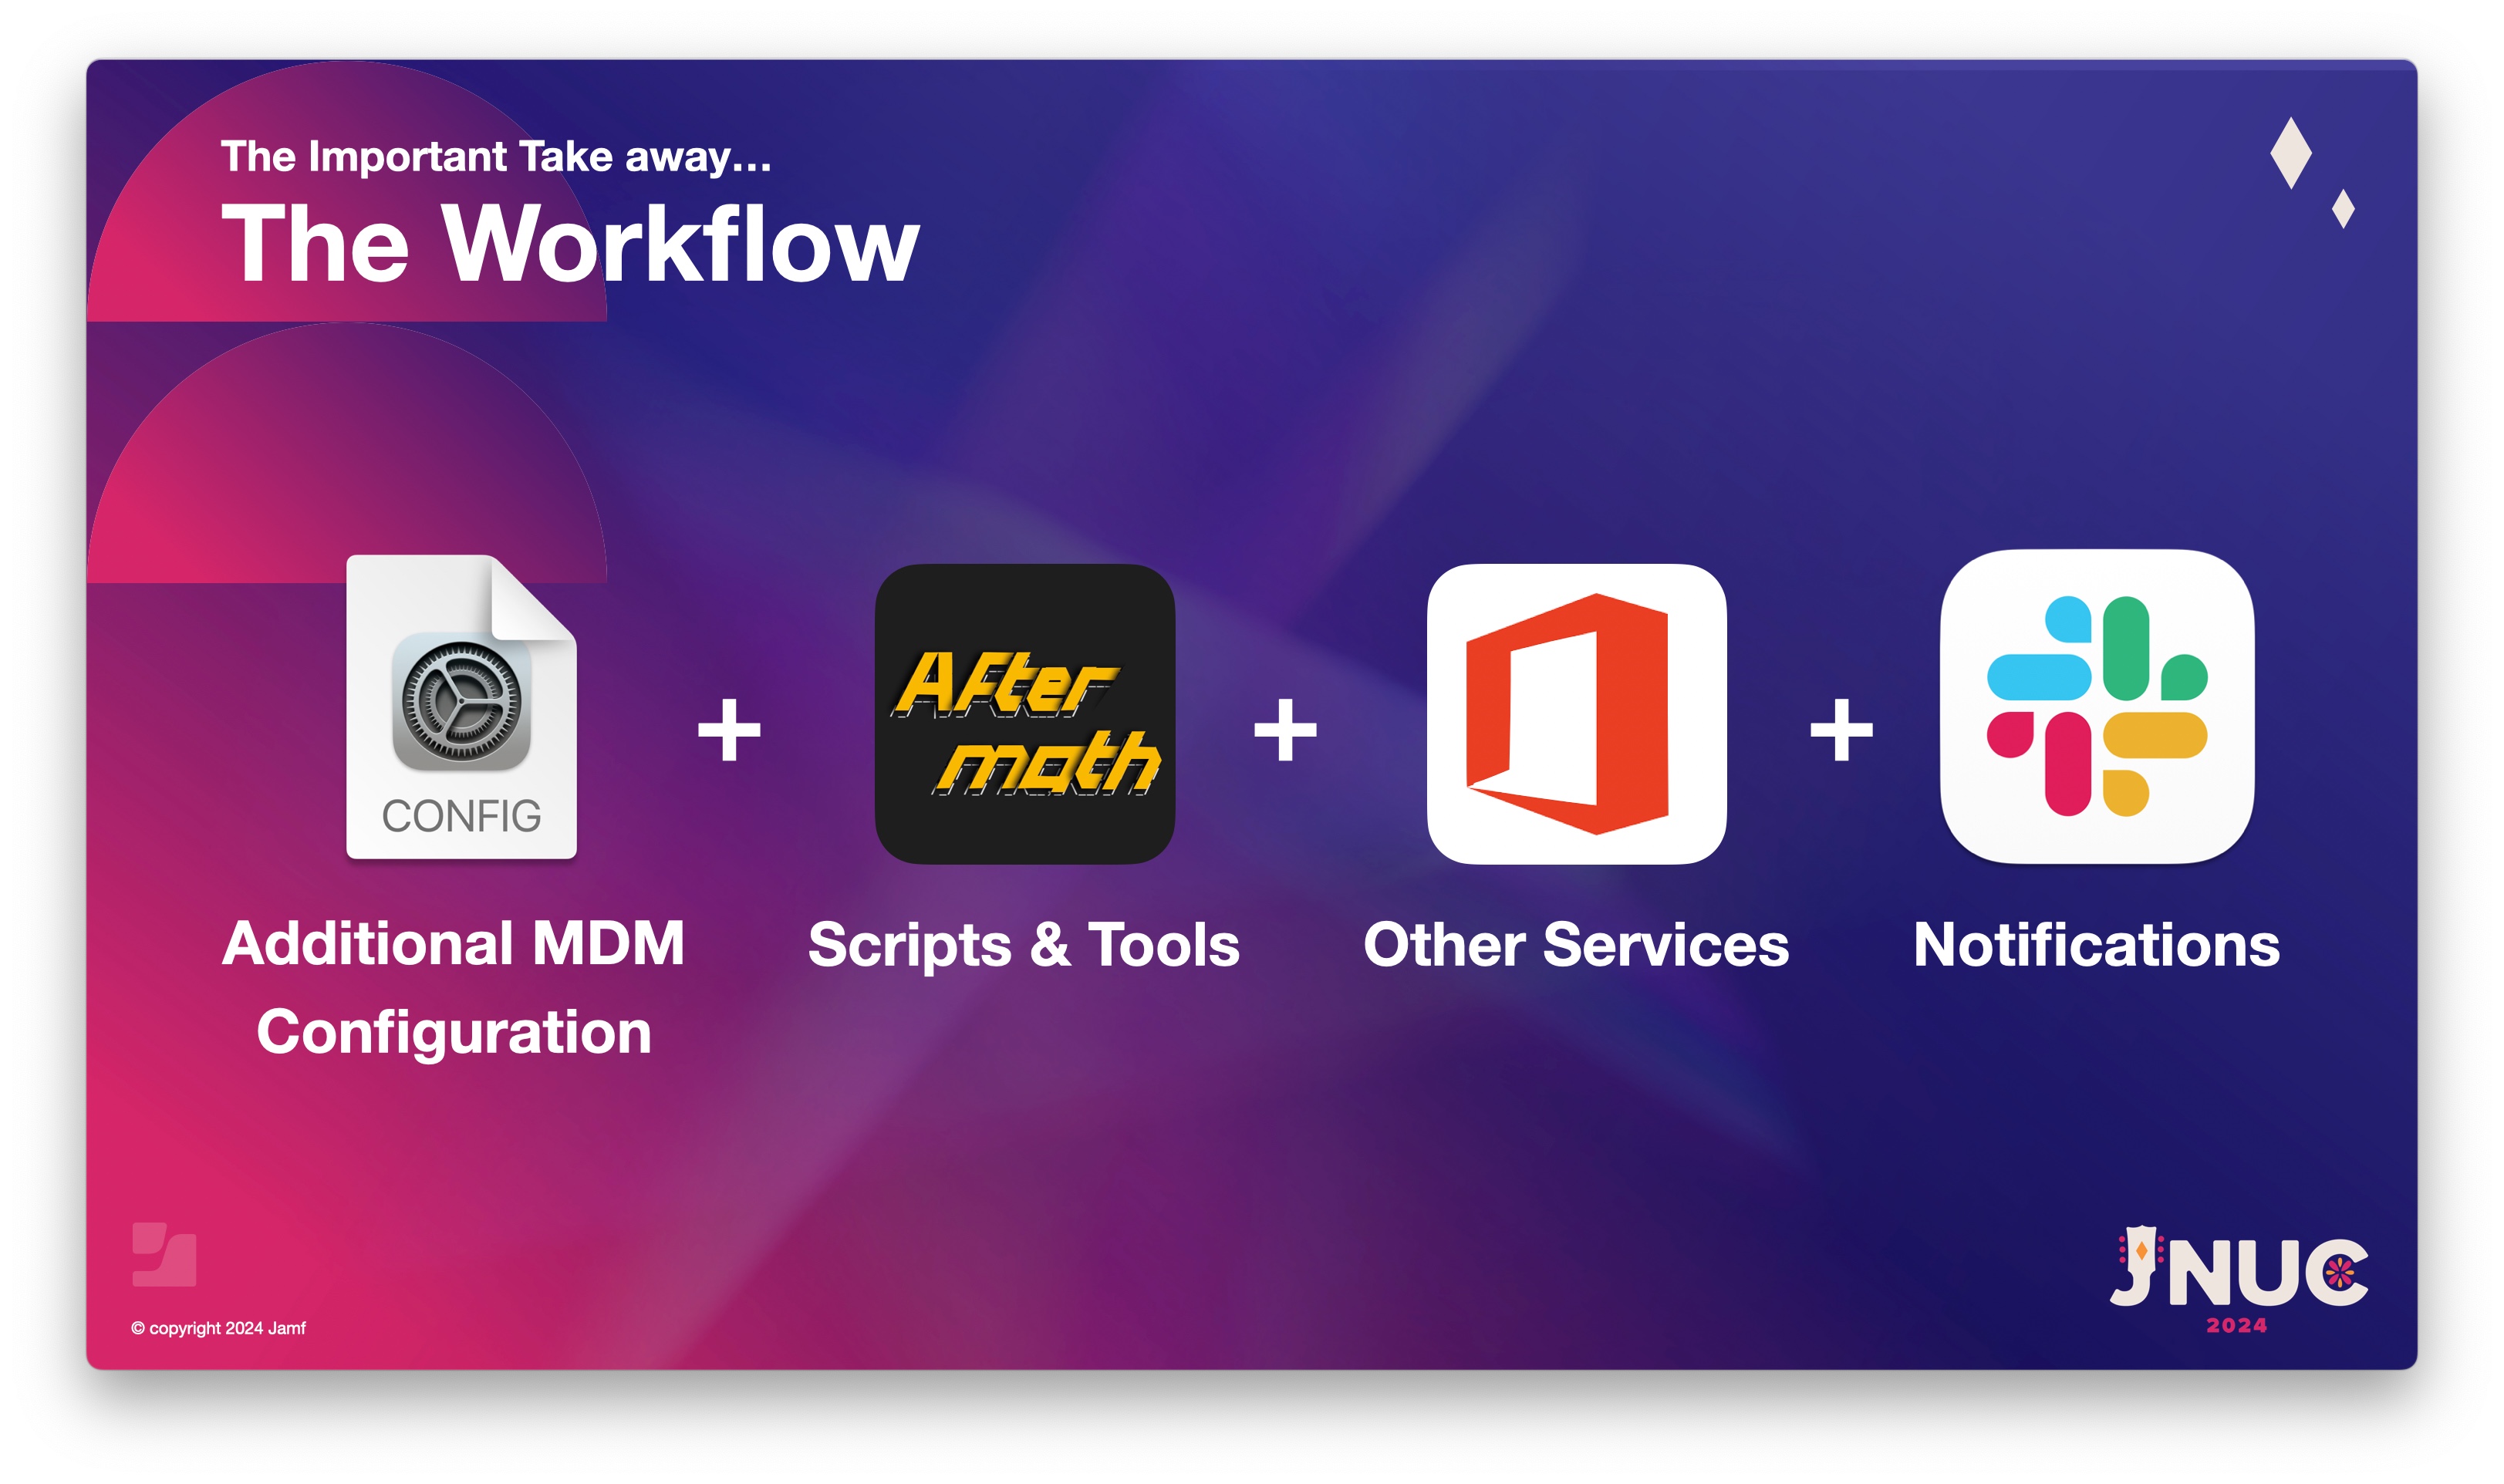 The Important Take away...
The Workflow
CONFIG
+
After
math
+
+
Additional MDM
Configuration
Scripts & Tools
Other Services
Notifications
© copyright 2024 Jamf
JNUC
2024